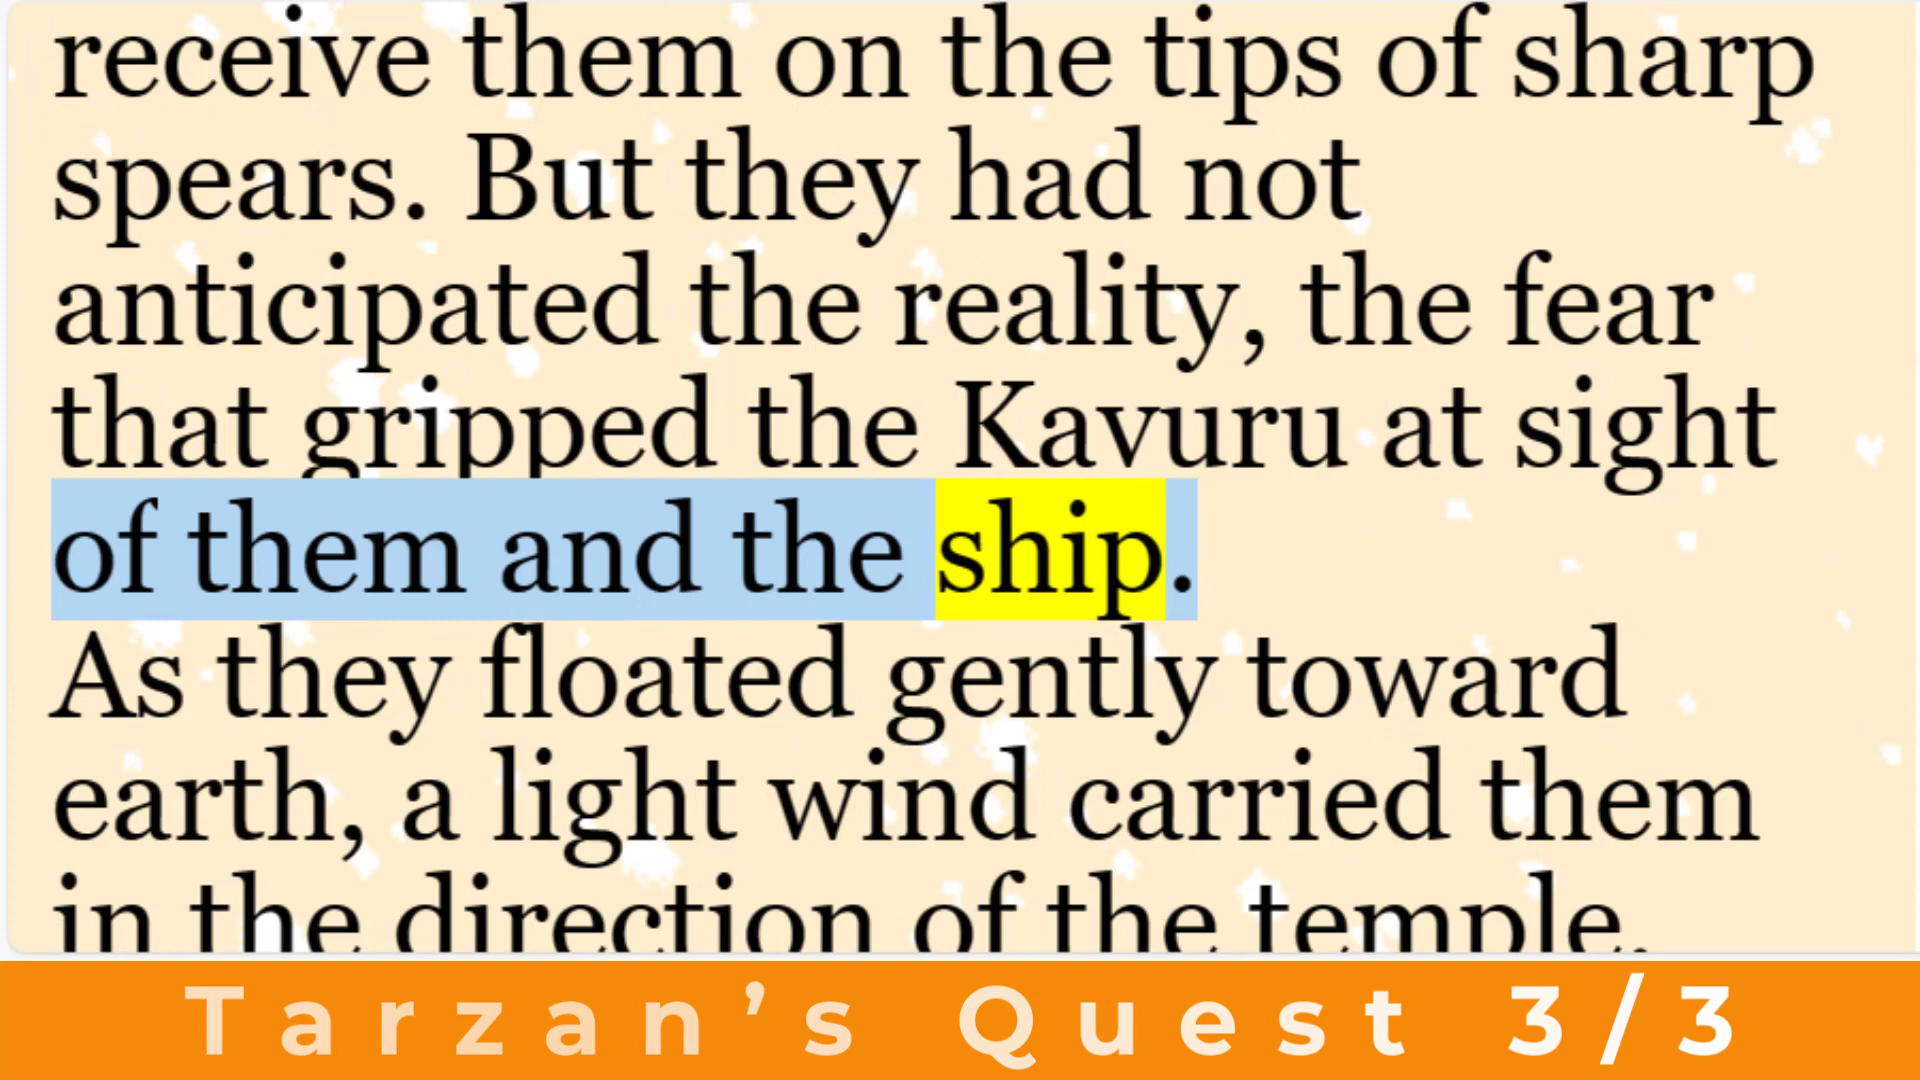 receive them on the tips of sharp
spears. But they had not
anticipated the reality, the fear
that gripped the Kavuru at sight
of them and the ship.
As they floated gently toward
earth, a light wind carried them
in the direction of the temple.
Tarzan’s Quest 3/3